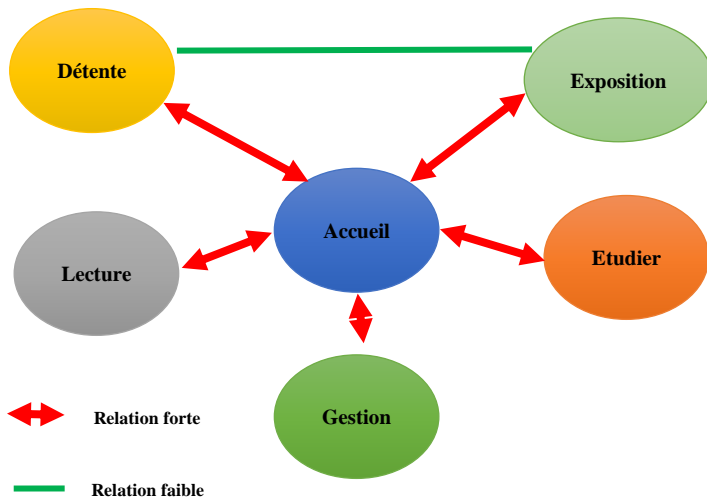 Détente
Exposition
Accueil
Lecture
Etudier
Gestion
Relation forte
Relation faible